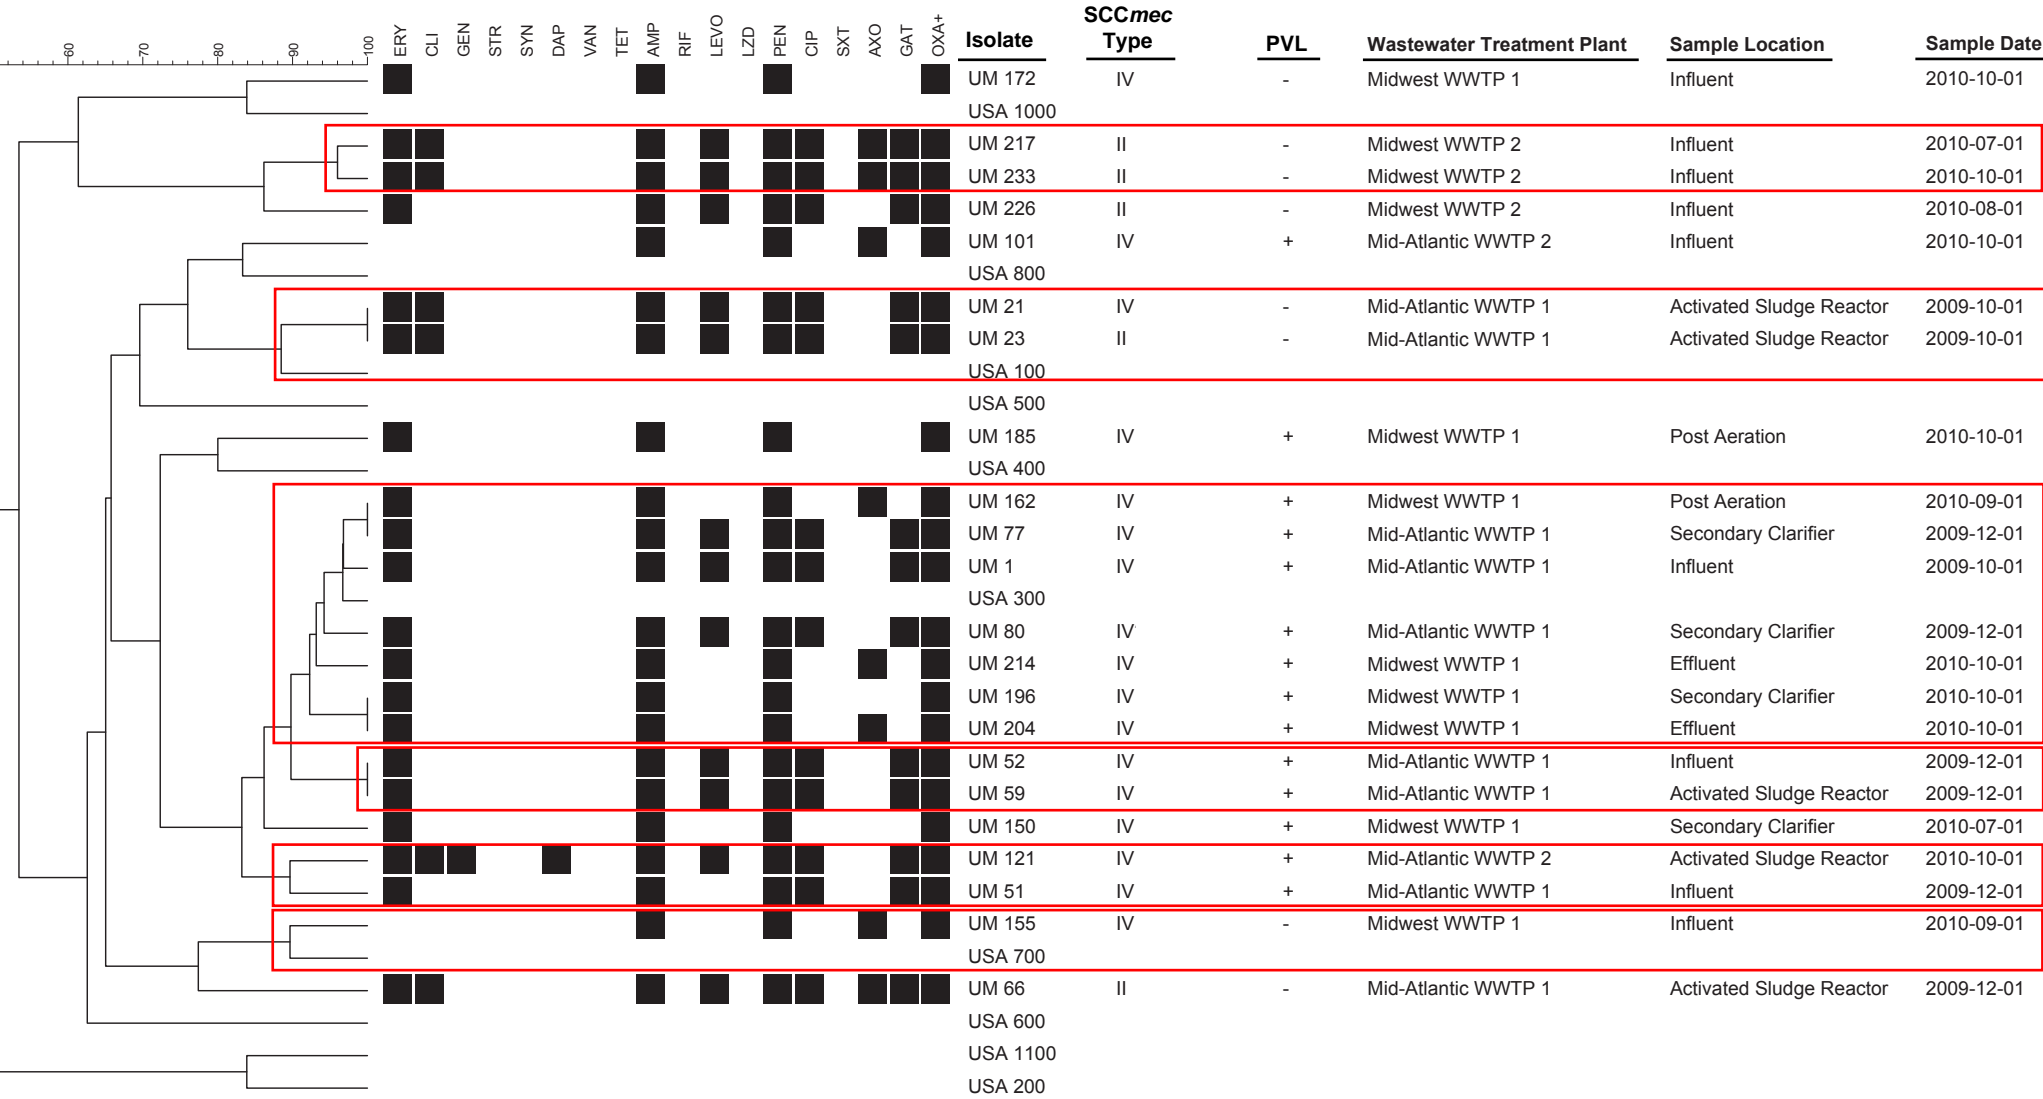 60 70 80 90 100 ERY CLI GEN STR SYN DAP VAN TET AMP RIF LEVO LZD PEN CIP SXT AXO GAT OXA+
Isolate SCCmec Type PVL Wastewater Treatment Plant Sample Location Sample Date
UM 172 IV - Midwest WWTP 1 Influent 2010-10-01
USA 1000
UM 217 II - Midwest WWTP 2 Influent 2010-07-01
UM 233 II - Midwest WWTP 2 Influent 2010-10-01
UM 226 II - Midwest WWTP 2 Influent 2010-08-01
UM 101 IV + Mid-Atlantic WWTP 2 Influent 2010-10-01
USA 800
UM 21 IV - Mid-Atlantic WWTP 1 Activated Sludge Reactor 2009-10-01
UM 23 II - Mid-Atlantic WWTP 1 Activated Sludge Reactor 2009-10-01
USA 100
USA 500
UM 185 IV + Midwest WWTP 1 Post Aeration 2010-10-01
USA 400
UM 162 IV + Midwest WWTP 1 Post Aeration 2010-09-01
UM 77 IV + Mid-Atlantic WWTP 1 Secondary Clarifier 2009-12-01
UM 1 IV + Mid-Atlantic WWTP 1 Influent 2009-10-01
USA 300
UM 80 IV + Mid-Atlantic WWTP 1 Secondary Clarifier 2009-12-01
UM 214 IV + Midwest WWTP 1 Effluent 2010-10-01
UM 196 IV + Midwest WWTP 1 Secondary Clarifier 2010-10-01
UM 204 IV + Midwest WWTP 1 Effluent 2010-10-01
UM 52 IV + Mid-Atlantic WWTP 1 Influent 2009-12-01
UM 59 IV + Mid-Atlantic WWTP 1 Activated Sludge Reactor 2009-12-01
UM 150 IV + Midwest WWTP 1 Secondary Clarifier 2010-07-01
UM 121 IV + Mid-Atlantic WWTP 2 Activated Sludge Reactor 2010-10-01
UM 51 IV + Mid-Atlantic WWTP 1 Influent 2009-12-01
UM 155 IV - Midwest WWTP 1 Influent 2010-09-01
USA 700
UM 66 II - Mid-Atlantic WWTP 1 Activated Sludge Reactor 2009-12-01
USA 600
USA 1100
USA 200